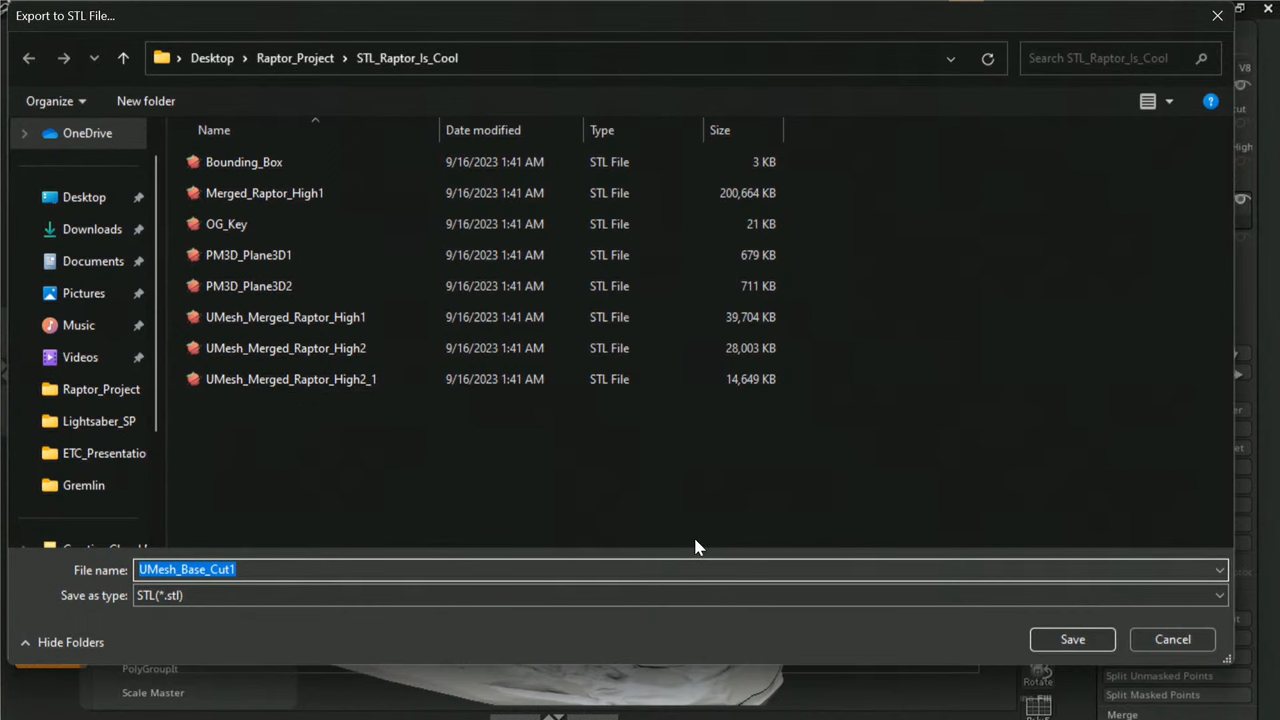 Export to STL File...
Desktop
Raptor_Project
STL_Raptor_Is_Cool
Search STL_Raptor_Is_Cool
V8
Organize
New folder
cut
High
OneDrive
Name
Date modified
Type
Size
Bounding_Box
9/16/2023 1:41 AM
STL File
3 KB
Merged_Raptor_High1
9/16/2023 1:41 AM
STL File
200,664 KB
OG_Key
9/16/2023 1:41 AM
STL File
21 KB
PM3D_Plane3D1
9/16/2023 1:41 AM
STL File
679 KB
PM3D_Plane3D2
9/16/2023 1:41 AM
STL File
711 KB
UMesh_Merged_Raptor_High1
9/16/2023 1:41 AM
STL File
39,704 KB
UMesh_Merged_Raptor_High2
9/16/2023 1:41 AM
STL File
28,003 KB
UMesh_Merged_Raptor_High2_1
9/16/2023 1:41 AM
STL File
14,649 KB
Desktop
Downloads
Documents
Pictures
Music
Videos
Raptor_Project
Lightsaber_SP
ETC_Presentatio
Gremlin
File name:
UMesh_Base_Cut1
Save as type:
STL(*.stl)
Hide Folders
Save
Cancel
PolyGroupIt
Scale Master
Rotate
Split Unmasked Points
Split Masked Points
Merge